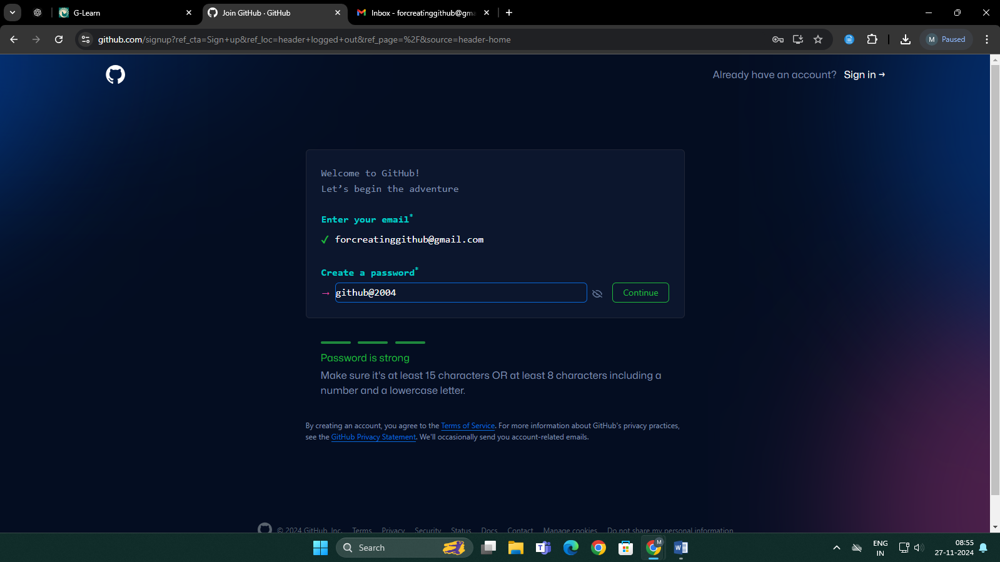 G-Learn
Join GitHub · GitHub
Inbox - forcreatinggithub@gma
github.com/signup?ref_cta=Sign+up&ref_loc=header+logged+out&ref_page=%2F&source=header-home
M Paused
Already have an account? Sign in →
Welcome to GitHub!
Let’s begin the adventure
Enter your email*
✓ forcreatinggithub@gmail.com
Create a password*
→ github@2004
Continue
Password is strong
Make sure it's at least 15 characters OR at least 8 characters including a
number and a lowercase letter.
By creating an account, you agree to the Terms of Service. For more information about GitHub's privacy practices,
see the GitHub Privacy Statement. We'll occasionally send you account-related emails.
© 2024 GitHub, Inc. Terms Privacy Security Status Docs Contact Manage cookies Do not share my personal information
Search
ENG
IN
08:55
27-11-2024